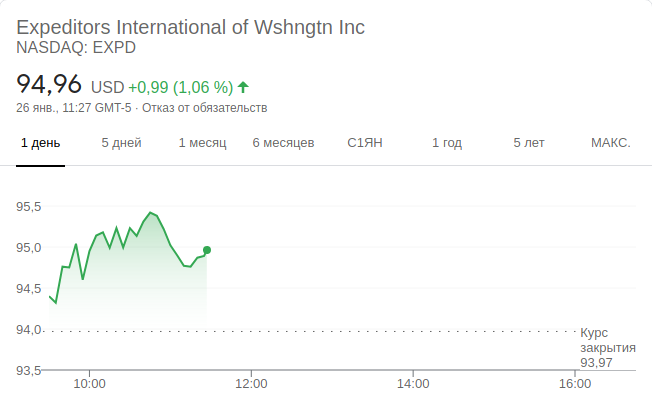 Expeditors International of Wshngtn Inc
NASDAQ: EXPD
94,96 USD +0,99 (1,06 %)
26 янв., 11:27 GMT-5 · Отказ от обязательств
1 день 5 дней 1 месяц 6 месяцев С1ЯН 1 год 5 лет МАКС.
95,5
95,0
94,5
94,0
Курс
закрытия
93,97
93,5
10:00 12:00 14:00 16:00